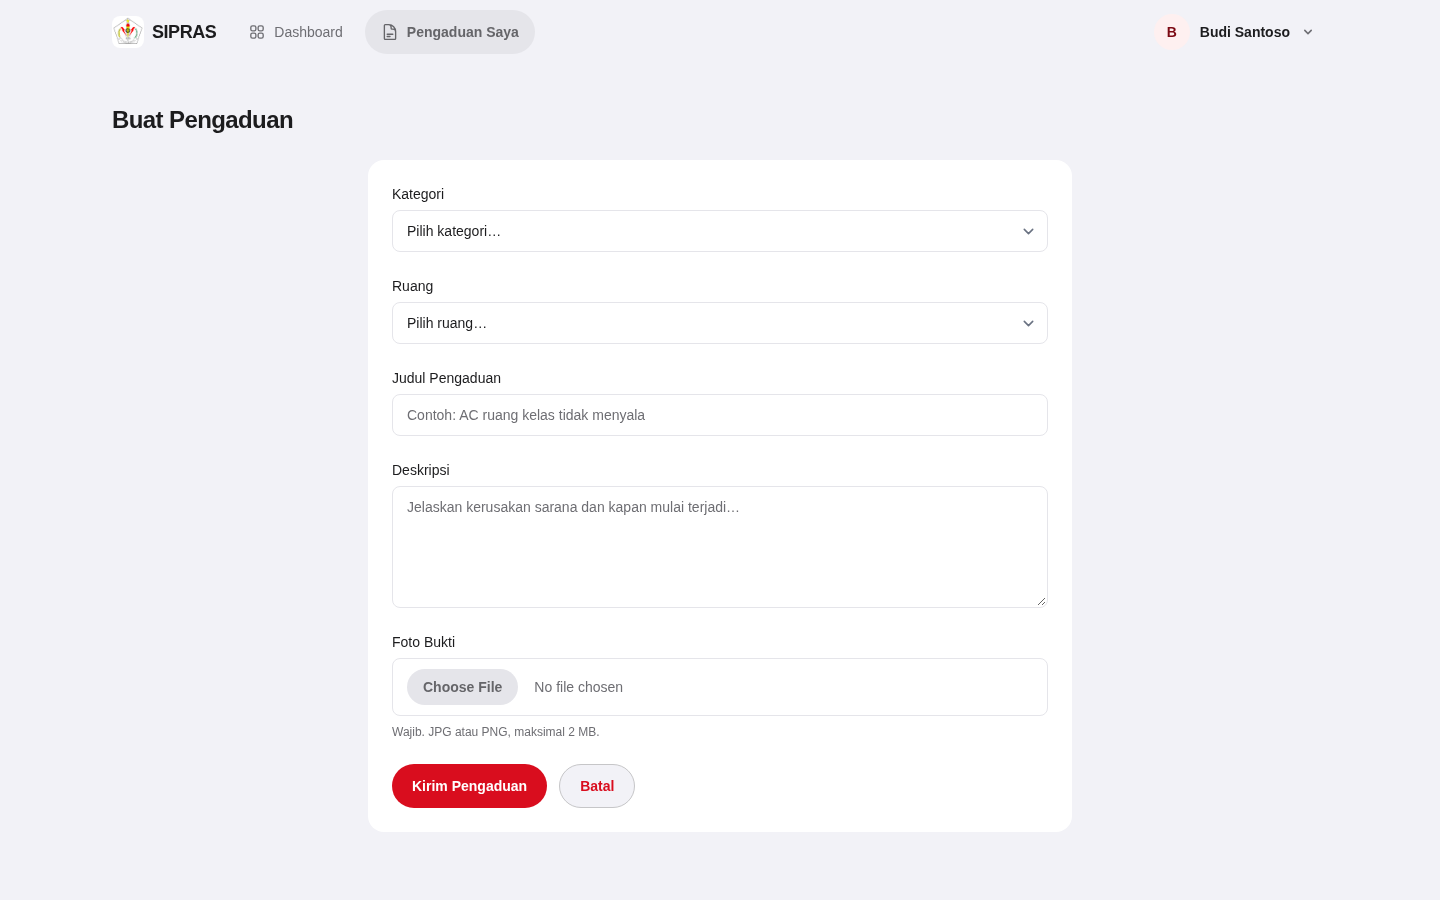 SIPRAS
Dashboard
Pengaduan Saya
B
Budi Santoso
Buat Pengaduan
Kategori
Pilih kategori…
Ruang
Pilih ruang…
Judul Pengaduan
Contoh: AC ruang kelas tidak menyala
Deskripsi
Jelaskan kerusakan sarana dan kapan mulai terjadi…
Foto Bukti
Choose File
No file chosen
Wajib. JPG atau PNG, maksimal 2 MB.
Kirim Pengaduan
Batal